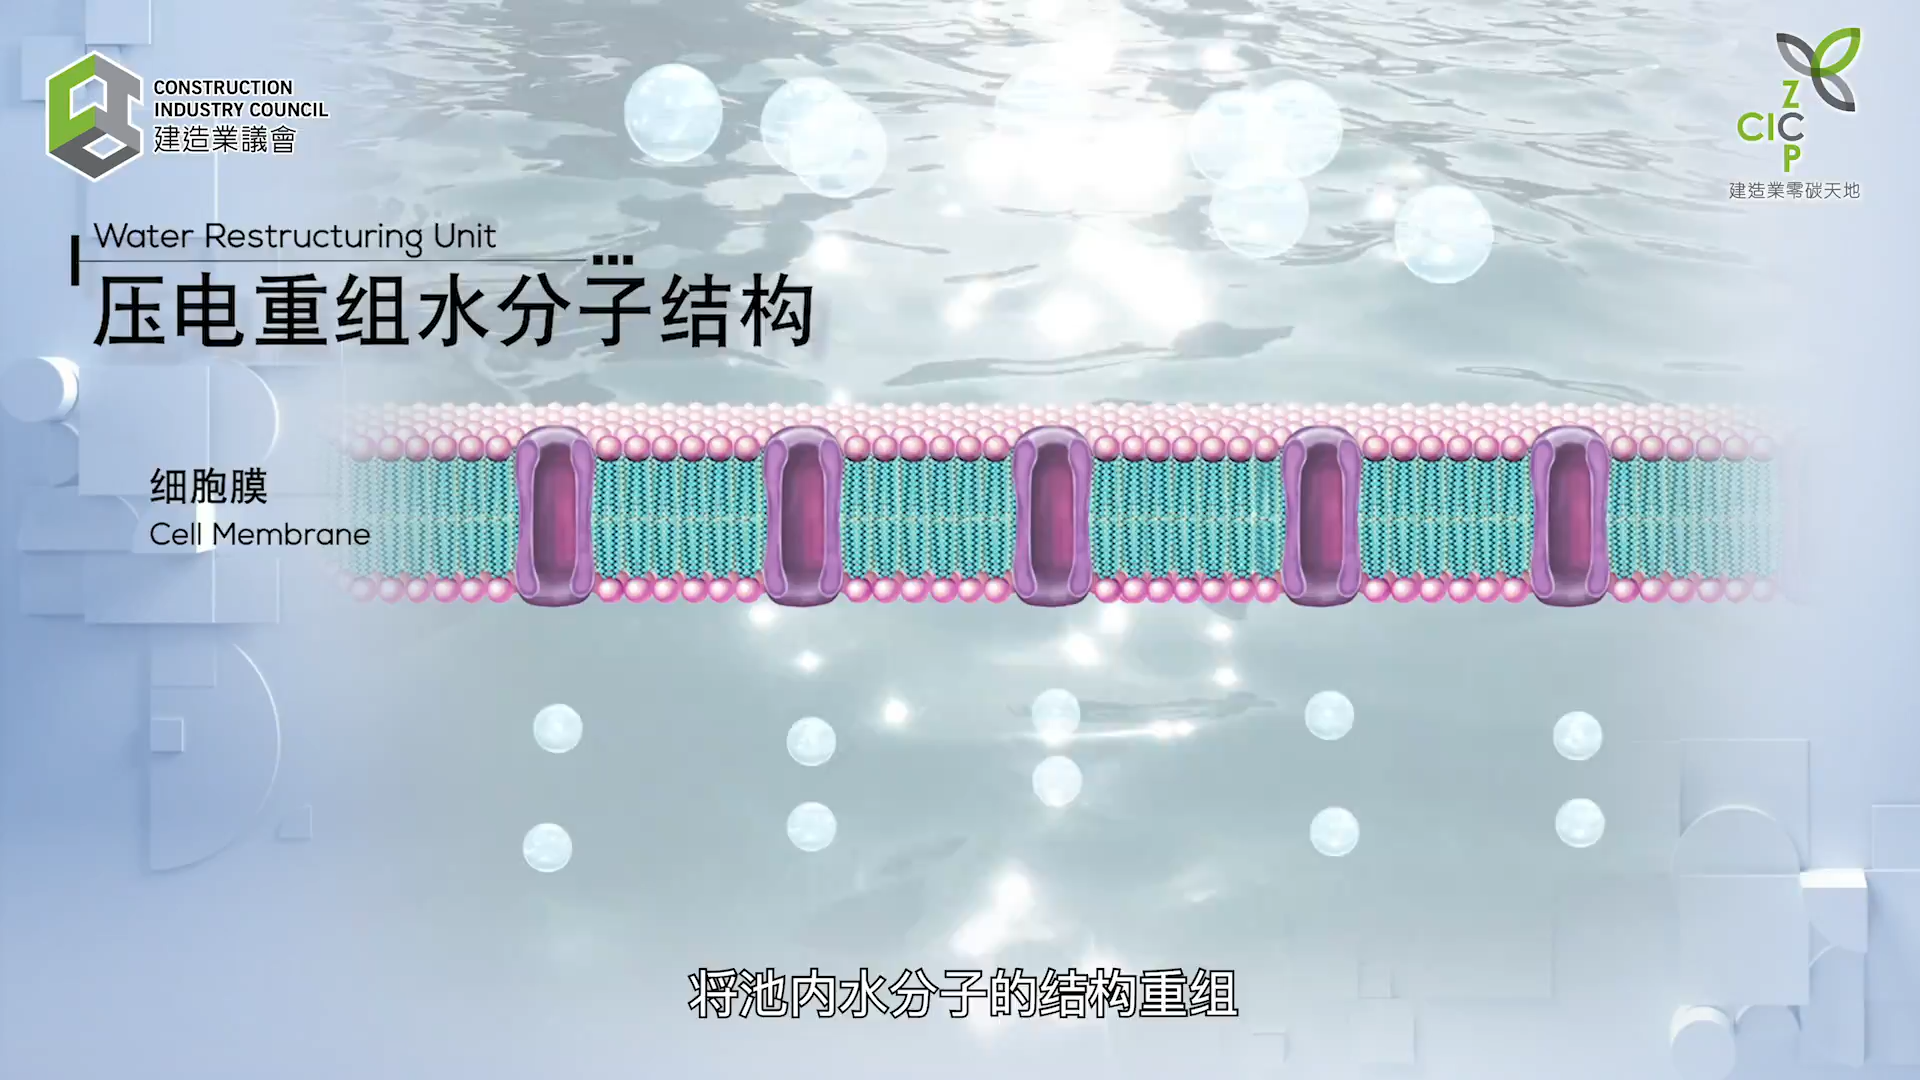 CONSTRUCTION
INDUSTRY COUNCIL
建造業議會
Z
CIC
P
建造業零碳天地
Water Restructuring Unit
压电重组水分子结构
细胞膜
Cell Membrane
将池内水分子的结构重组